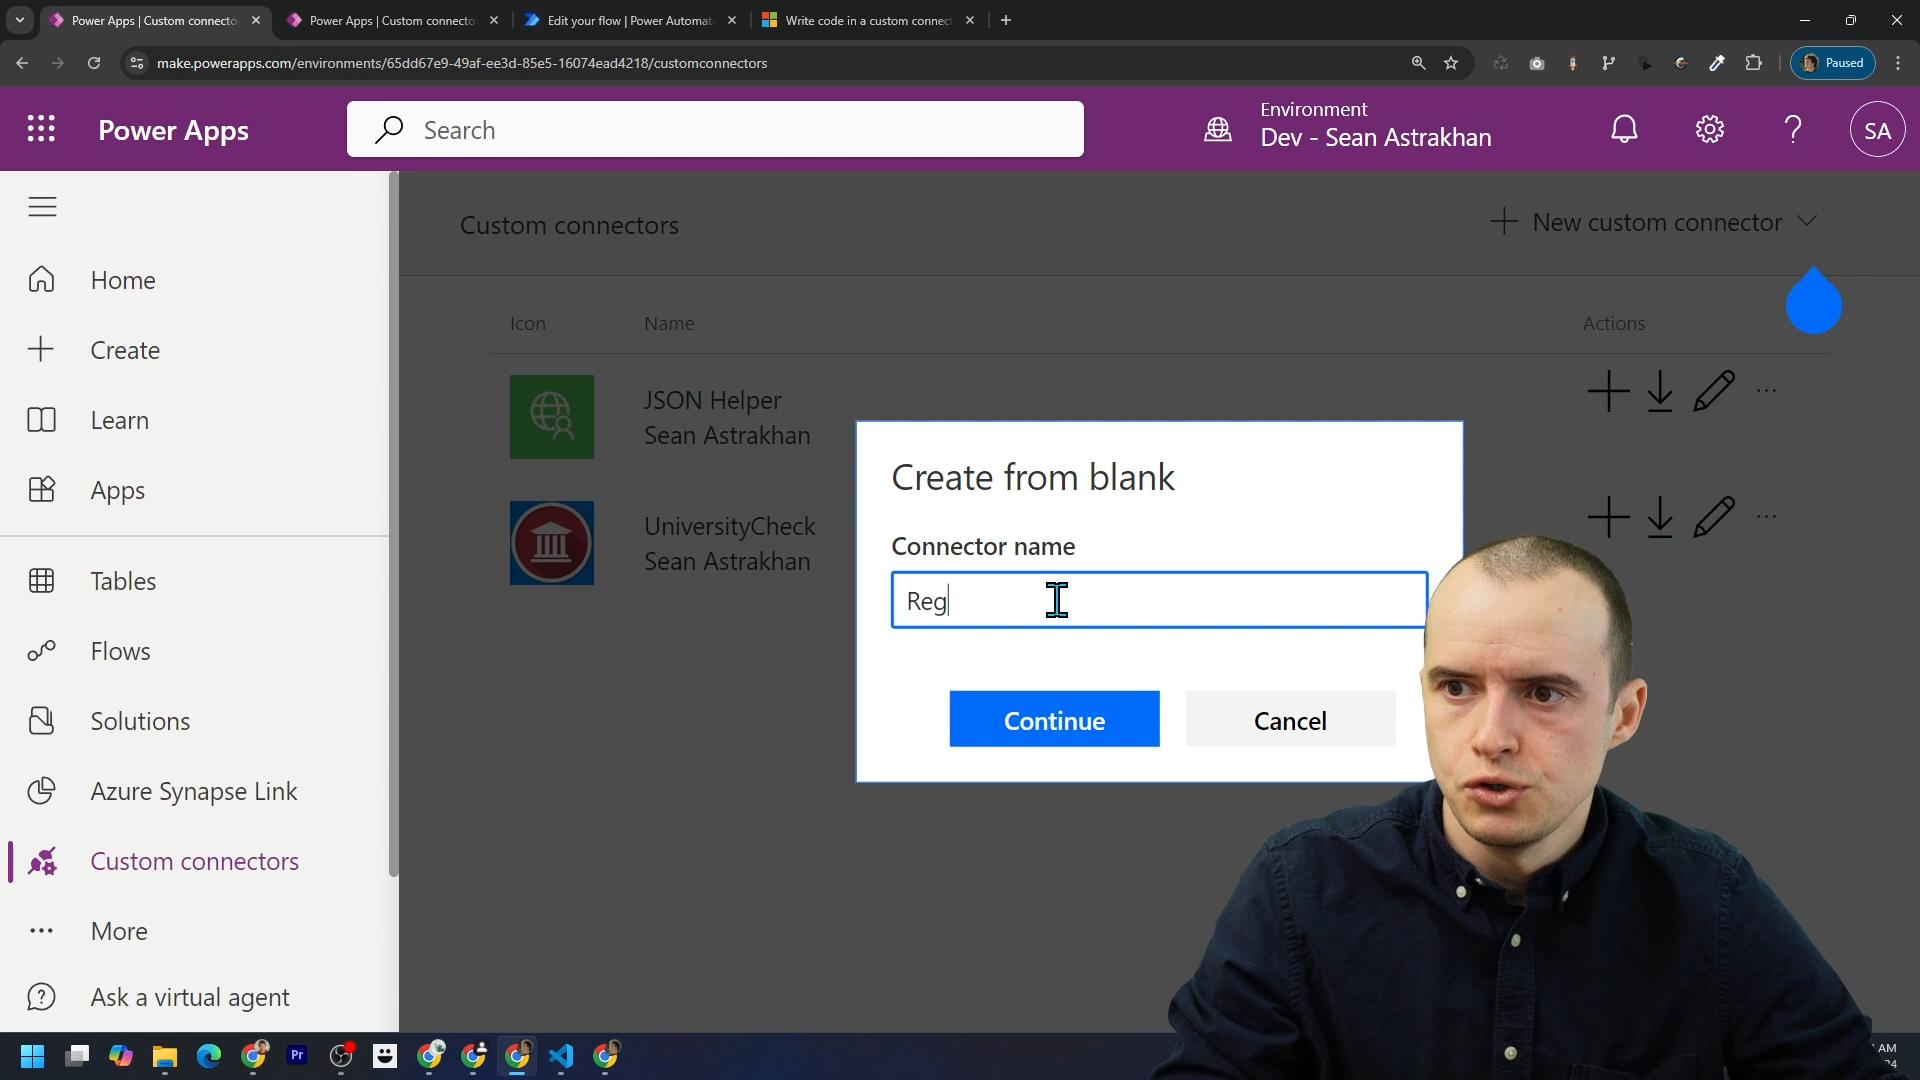 Power Apps | Custom connecto
Power Apps | Custom connecto
Edit your flow | Power Automat
Write code in a custom connect
make.powerapps.com/environments/65dd67e9-49af-ee3d-85e5-16074ead4218/customconnectors
Paused
Power Apps
Search
Environment
Dev - Sean Astrakhan
SA
Home
Create
Learn
Apps
Tables
Flows
Solutions
Azure Synapse Link
Custom connectors
More
Ask a virtual agent
Custom connectors
New custom connector
Icon
Name
Actions
JSON Helper
Sean Astrakhan
UniversityCheck
Sean Astrakhan
Create from blank
Connector name
Reg
Continue
Cancel
Pr
AM